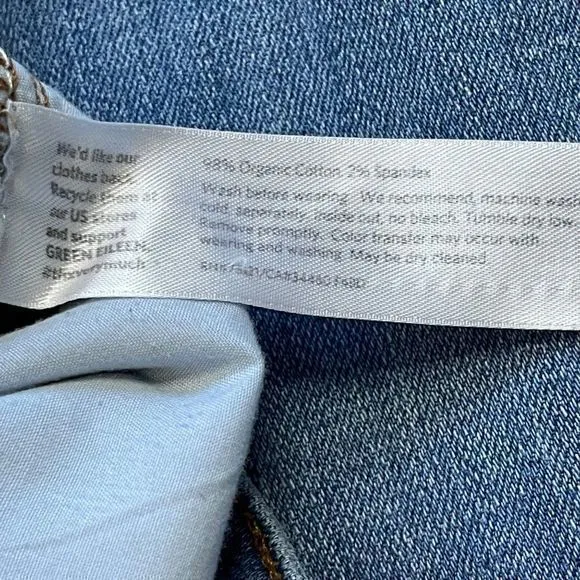 We'd like our
clothes back.
Recycle them at
our US stores
and support
GREEN EILEEN.
#thxverymuch
98% Organic Cotton, 2% Spandex
Wash before wearing. We recommend, machine wash
cold, separately, inside out, no bleach. Tumble dry low
Remove promptly. Color transfer may occur with
wearing and washing. May be dry cleaned.